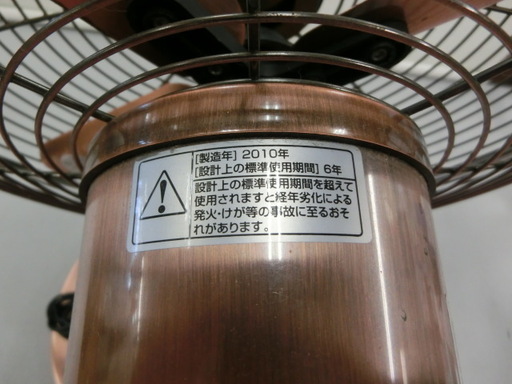 [製造年] 2010年
[設計上の標準使用期間] 6年
設計上の標準使用期間を超えて
使用されますと経年劣化による
発火・けが等の事故に至るおそ
れがあります。